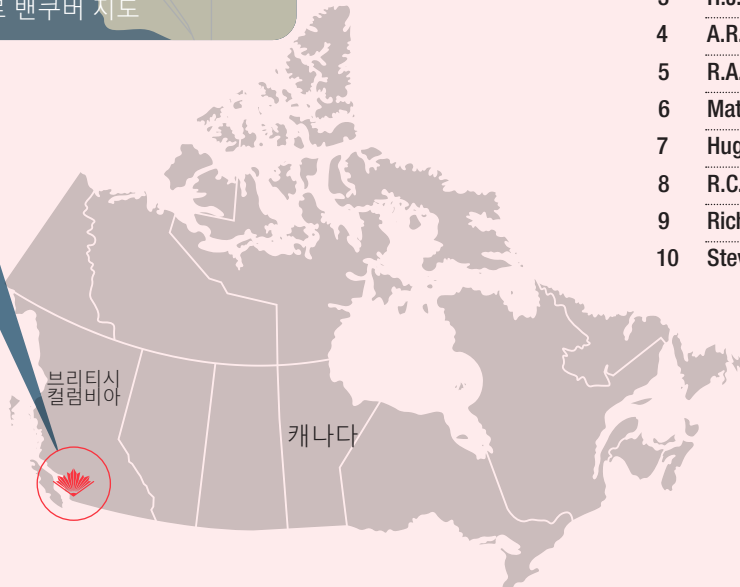 밴쿠버 지도
4 A.R.
5 R.A.
6 Mat
7 Hug
8 R.C.
9 Rich
10 Stev
브리티시
컬럼비아
캐나다